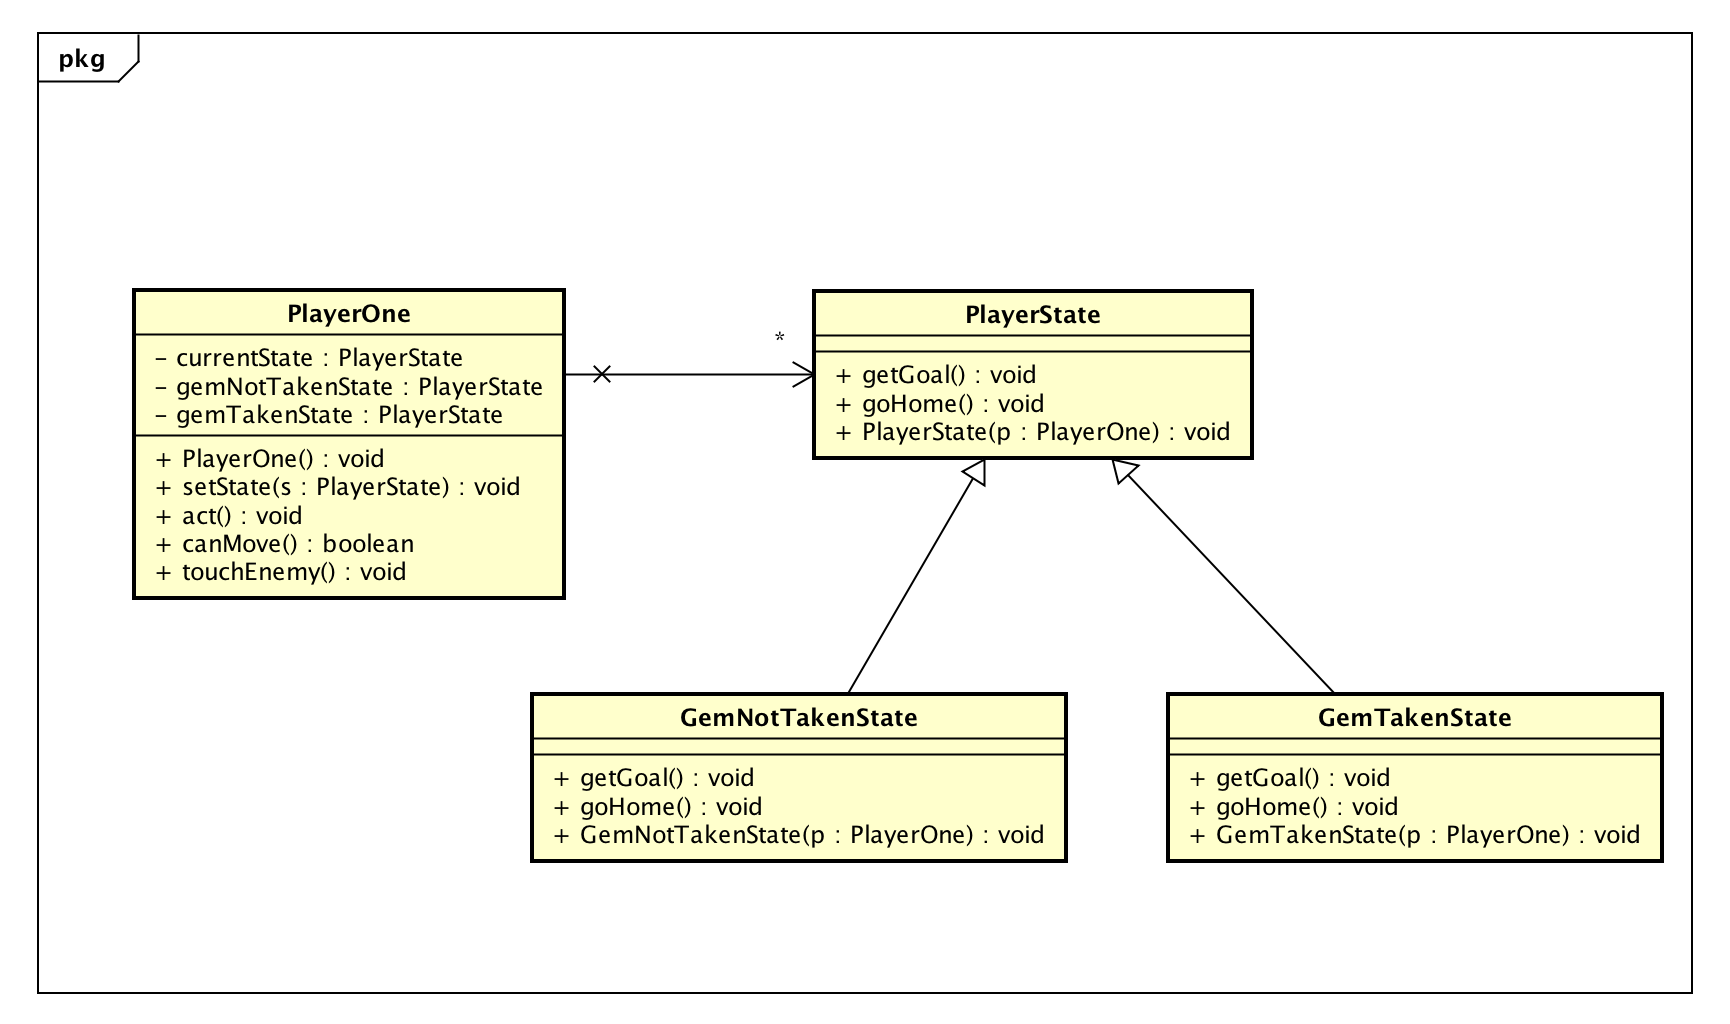 pkg
PlayerOne
- currentState : PlayerState
- gemNotTakenState : PlayerState
- gemTakenState : PlayerState
+ PlayerOne() : void
+ setState(s : PlayerState) : void
+ act() : void
+ canMove() : boolean
+ touchEnemy() : void
*
PlayerState
+ getGoal() : void
+ goHome() : void
+ PlayerState(p : PlayerOne) : void
GemNotTakenState
+ getGoal() : void
+ goHome() : void
+ GemNotTakenState(p : PlayerOne) : void
GemTakenState
+ getGoal() : void
+ goHome() : void
+ GemTakenState(p : PlayerOne) : void